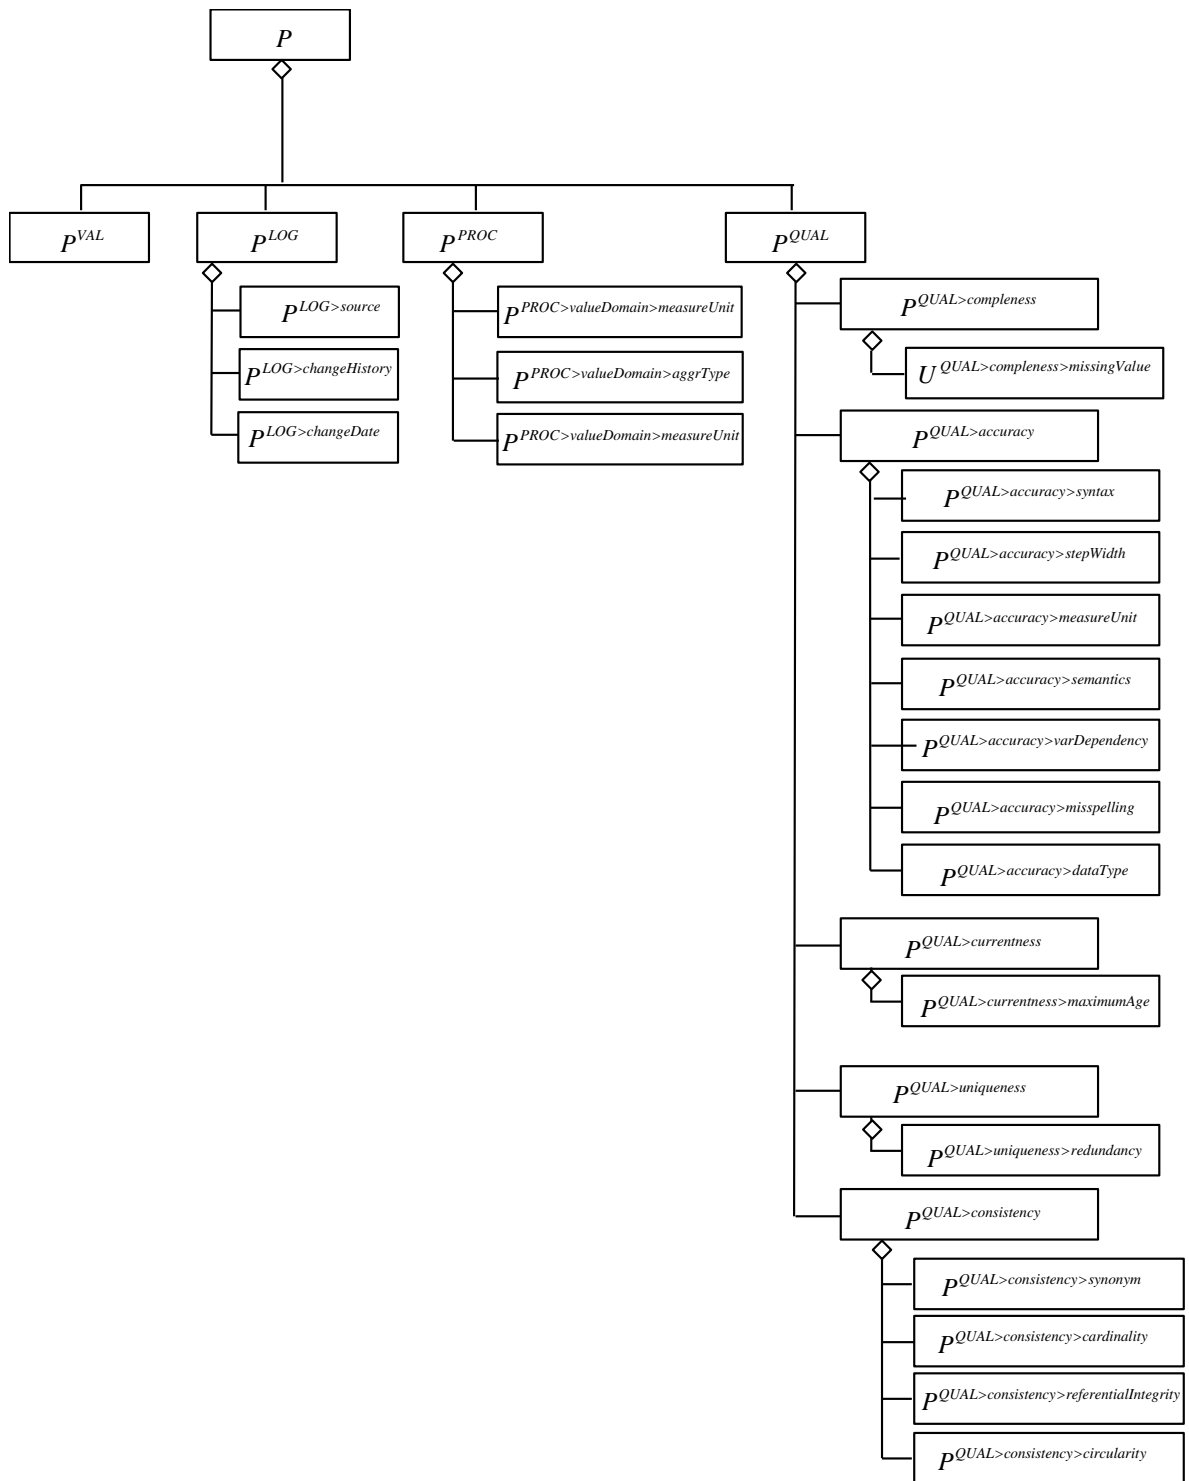 P
P^VAL
P^LOG
P^PROC
P^QUAL
P^LOG>source
P^LOG>changeHistory
P^LOG>changeDate
P^PROC>valueDomain>measureUnit
P^PROC>valueDomain>aggrType
P^PROC>valueDomain>measureUnit
P^QUAL>compleness
U^QUAL>compleness>missingValue
P^QUAL>accuracy
P^QUAL>accuracy>syntax
P^QUAL>accuracy>stepWidth
P^QUAL>accuracy>measureUnit
P^QUAL>accuracy>semantics
P^QUAL>accuracy>varDependency
P^QUAL>accuracy>misspelling
P^QUAL>accuracy>dataType
P^QUAL>currentness
P^QUAL>currentness>maximumAge
P^QUAL>uniqueness
P^QUAL>uniqueness>redundancy
P^QUAL>consistency
P^QUAL>consistency>synonym
P^QUAL>consistency>cardinality
P^QUAL>consistency>referentialIntegrity
P^QUAL>consistency>circularity